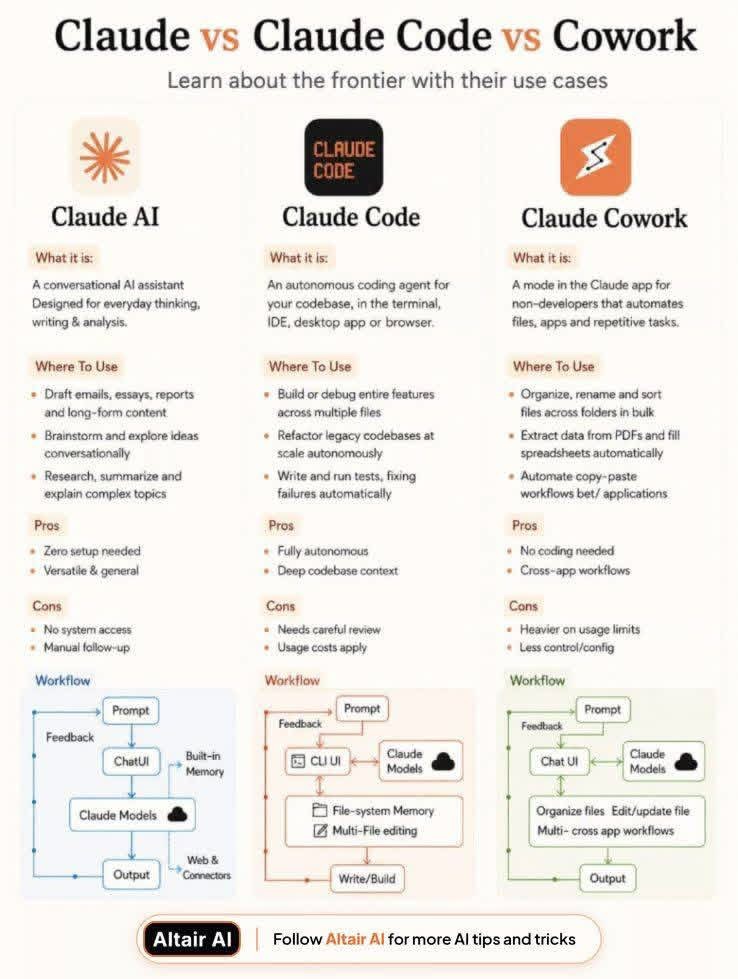 Claude vs Claude Code vs Cowork
Learn about the frontier with their use cases
Claude AI
What it is:
A conversational AI assistant
Designed for everyday thinking,
writing & analysis.
Where To Use
• Draft emails, essays, reports
and long-form content
• Brainstorm and explore ideas
conversationally
• Research, summarize and
explain complex topics
Pros
• Zero setup needed
• Versatile & general
Cons
• No system access
• Manual follow-up
Workflow
Prompt
Feedback
ChatUI
Built-in
Memory
Claude Models
Web &
Connectors
Output
CLAUDE
CODE
Claude Code
What it is:
An autonomous coding agent for
your codebase, in the terminal,
IDE, desktop app or browser.
Where To Use
• Build or debug entire features
across multiple files
• Refactor legacy codebases at
scale autonomously
• Write and run tests, fixing
failures automatically
Pros
• Fully autonomous
• Deep codebase context
Cons
• Needs careful review
• Usage costs apply
Workflow
Prompt
Feedback
CLI UI
Claude
Models
File-system Memory
Multi-File editing
Write/Build
Claude Cowork
What it is:
A mode in the Claude app for
non-developers that automates
files, apps and repetitive tasks.
Where To Use
• Organize, rename and sort
files across folders in bulk
• Extract data from PDFs and fill
spreadsheets automatically
• Automate copy-paste
workflows bet/ applications
Pros
• No coding needed
• Cross-app workflows
Cons
• Heavier on usage limits
• Less control/config
Workflow
Prompt
Feedback
Chat UI
Claude
Models
Organize files Edit/update file
Multi- cross app workflows
Output
Altair AI
Follow Altair AI for more AI tips and tricks